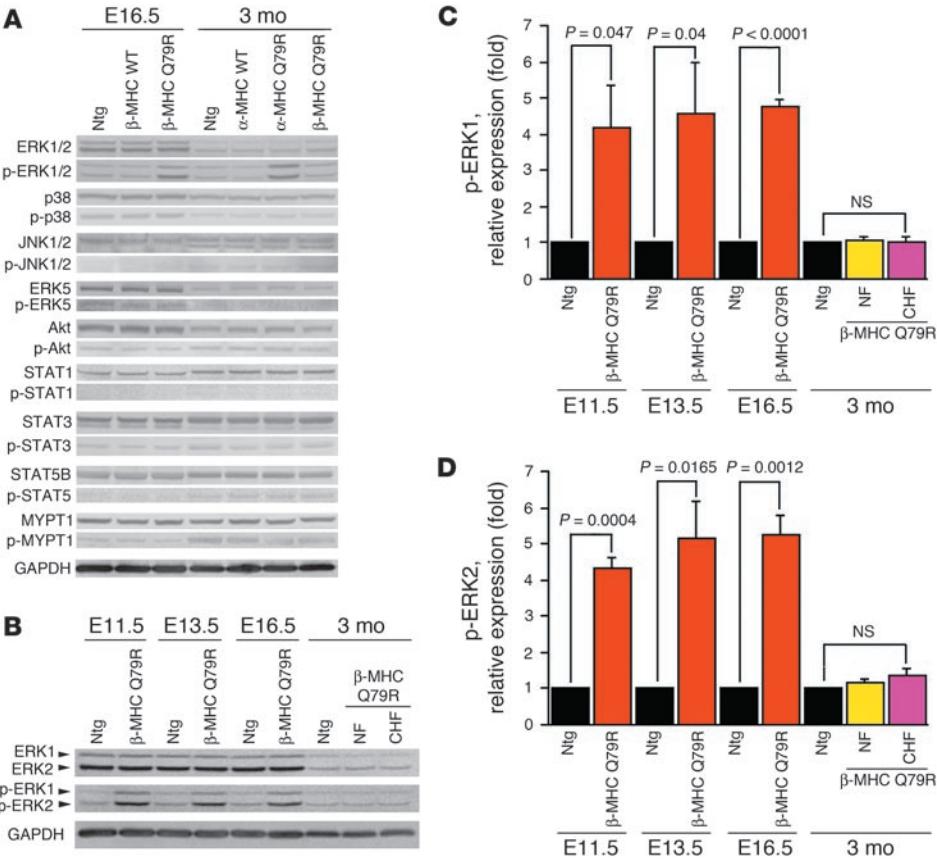 A
E16.5 3 mo
Ntg β-MHC WT β-MHC Q79R Ntg α-MHC WT α-MHC Q79R β-MHC Q79R
ERK1/2
p-ERK1/2
p38
p-p38
JNK1/2
p-JNK1/2
ERK5
p-ERK5
Akt
p-Akt
STAT1
p-STAT1
STAT3
p-STAT3
STAT5B
p-STAT5
MYPT1
p-MYPT1
GAPDH
B
E11.5 E13.5 E16.5 3 mo
β-MHC
Q79R
Ntg β-MHC Q79R Ntg β-MHC Q79R Ntg β-MHC Q79R Ntg NF CHF
ERK1
ERK2
p-ERK1
p-ERK2
GAPDH
C
p-ERK1,
relative expression (fold)
7
6
5
4
3
2
1
0
P = 0.047 P = 0.04 P < 0.0001
NS
Ntg β-MHC Q79R Ntg β-MHC Q79R Ntg β-MHC Q79R Ntg NF CHF
β-MHC Q79R
E11.5 E13.5 E16.5 3 mo
D
p-ERK2,
relative expression (fold)
7
6
5
4
3
2
1
0
P = 0.0165 P = 0.0012
P = 0.0004
NS
Ntg β-MHC Q79R Ntg β-MHC Q79R Ntg β-MHC Q79R Ntg NF CHF
β-MHC Q79R
E11.5 E13.5 E16.5 3 mo